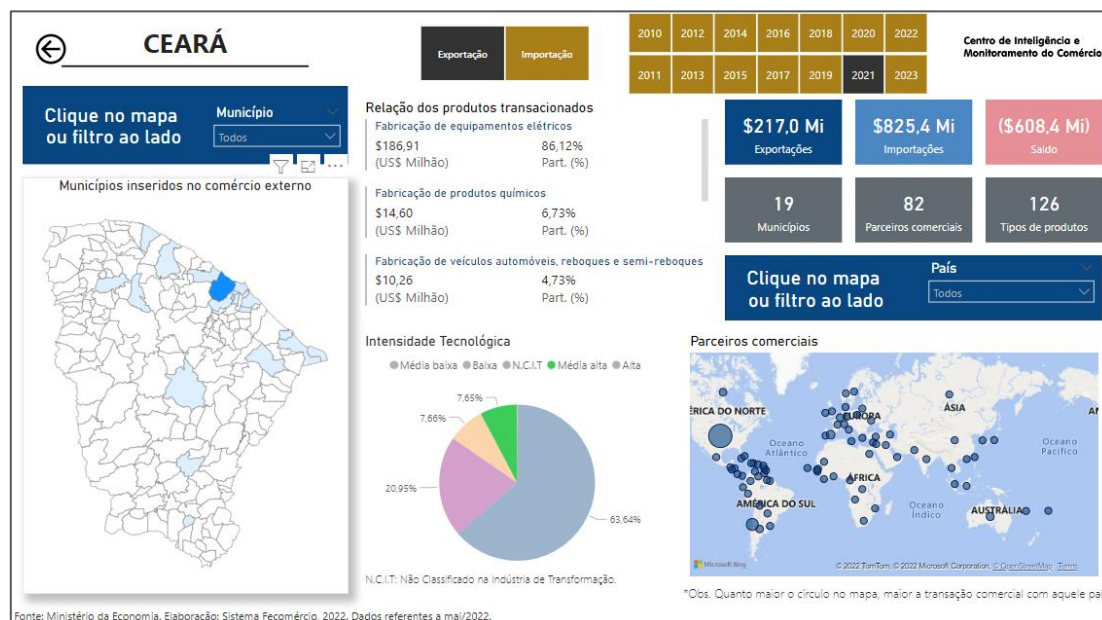 CEARÁ
Exportação
Importação
2010 2012 2014 2016 2018 2020 2022
2011 2013 2015 2017 2019 2021 2023
Centro de Inteligência e
Monitoramento do Comércio
Clique no mapa
ou filtro ao lado
Município
Todos
Municípios inseridos no comércio externo
Relação dos produtos transacionados
Fabricação de equipamentos elétricos
$186,91 86,12%
(US$ Milhão) Part. (%)
Fabricação de produtos químicos
$14,60 6,73%
(US$ Milhão) Part. (%)
Fabricação de veículos automóveis, reboques e semi-reboques
$10,26 4,73%
(US$ Milhão) Part. (%)
$217,0 Mi
Exportações
$825,4 Mi
Importações
($608,4 Mi)
Saldo
19
Municípios
82
Parceiros comerciais
126
Tipos de produtos
Clique no mapa
ou filtro ao lado
País
Todos
Intensidade Tecnológica
Média baixa Baixa N.C.I.T Média alta Alta
7,65%
7,66%
20,95%
63,64%
N.C.I.T: Não Classificado na Indústria de Transformação.
Parceiros comerciais
ÉRICA DO NORTE
EUROPA
ÁSIA
AN
Oceano
Atlântico
Oceano
Pacífico
ÁFRICA
AMÉRICA DO SUL
Oceano
Índico
AUSTRÁLIA
Microsoft Bing
© 2022 TomTom, © 2022 Microsoft Corporation, © OpenStreetMap Terms
*Obs. Quanto maior o círculo no mapa, maior a transação comercial com aquele paí
Fonte: Ministério da Economia. Elaboração: Sistema Fecomércio, 2022. Dados referentes a mai/2022.